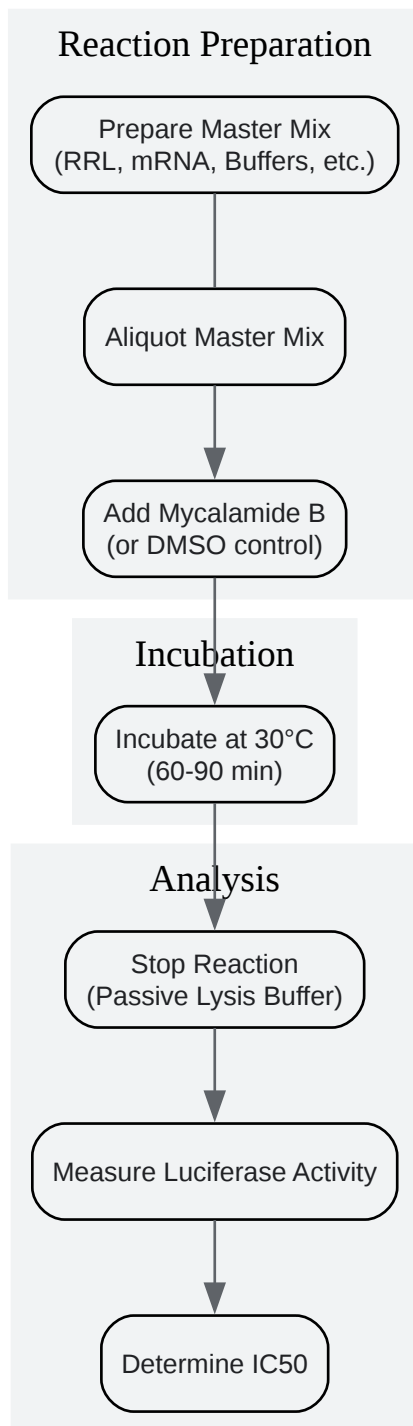 Reaction Preparation
Prepare Master Mix
(RRL, mRNA, Buffers, etc.)
Aliquot Master Mix
Add Mycalamide B
(or DMSO control)
Incubation
Incubate at 30°C
(60-90 min)
Analysis
Stop Reaction
(Passive Lysis Buffer)
Measure Luciferase Activity
Determine IC50